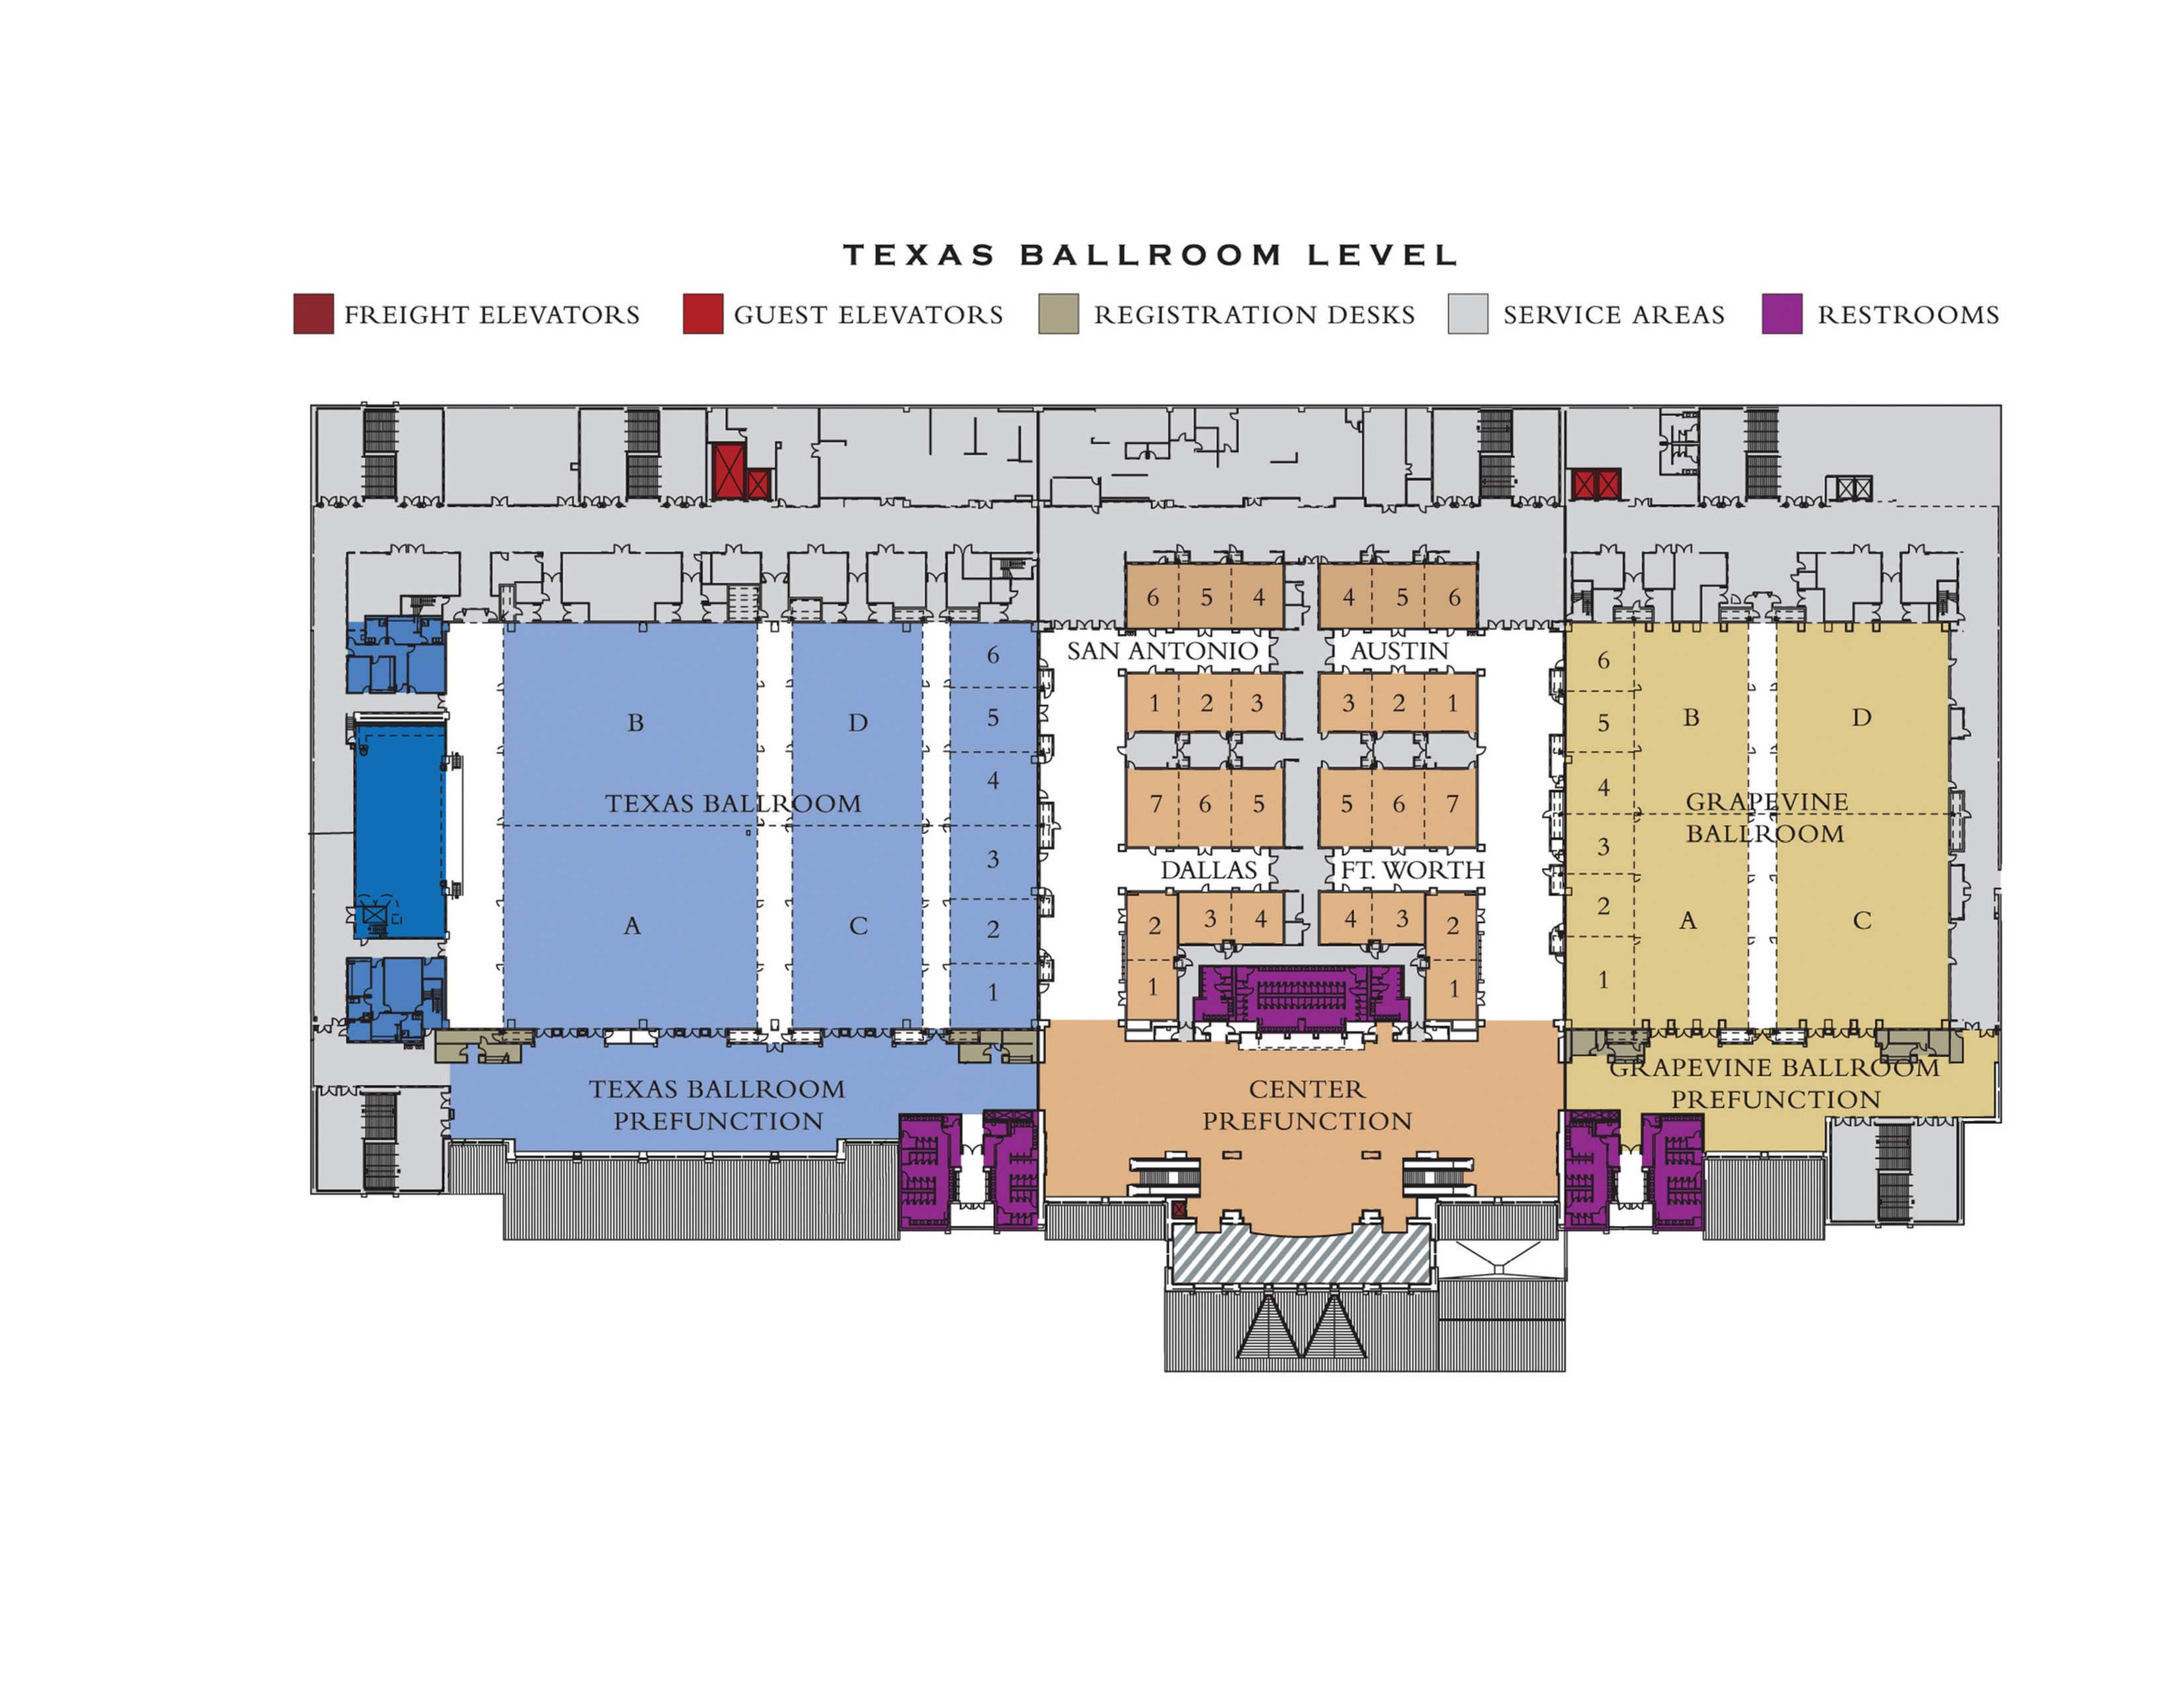 TEXAS BALLROOM LEVEL
FREIGHT ELEVATORS GUEST ELEVATORS REGISTRATION DESKS SERVICE AREAS RESTROOMS
6 5 4 4 5 6
SAN ANTONIO AUSTIN
6 6
1 2 3 3 2 1
B D 5 5 B D
4 4
TEXAS BALLROOM 7 6 5 5 6 7 GRAPEVINE
BALLROOM
3 3
DALLAS FT. WORTH
A C 2 2 3 4 4 3 2 2 A C
1 1 1 1
TEXAS BALLROOM CENTER GRAPEVINE BALLROOM
PREFUNCTION PREFUNCTION PREFUNCTION